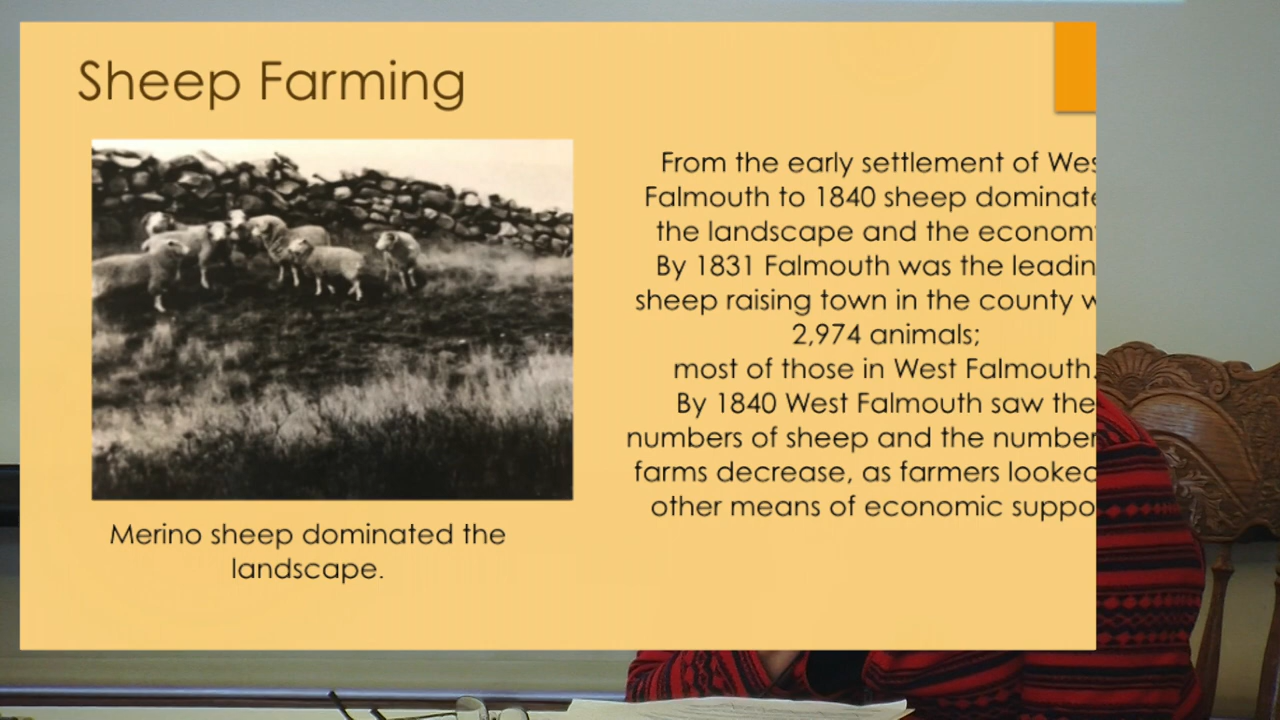 Sheep Farming
From the early settlement of Wes
Falmouth to 1840 sheep dominate
the landscape and the econom
By 1831 Falmouth was the leadin
sheep raising town in the county w
2,974 animals;
most of those in West Falmouth.
By 1840 West Falmouth saw the
numbers of sheep and the number
farms decrease, as farmers looked
other means of economic suppo
Merino sheep dominated the
landscape.